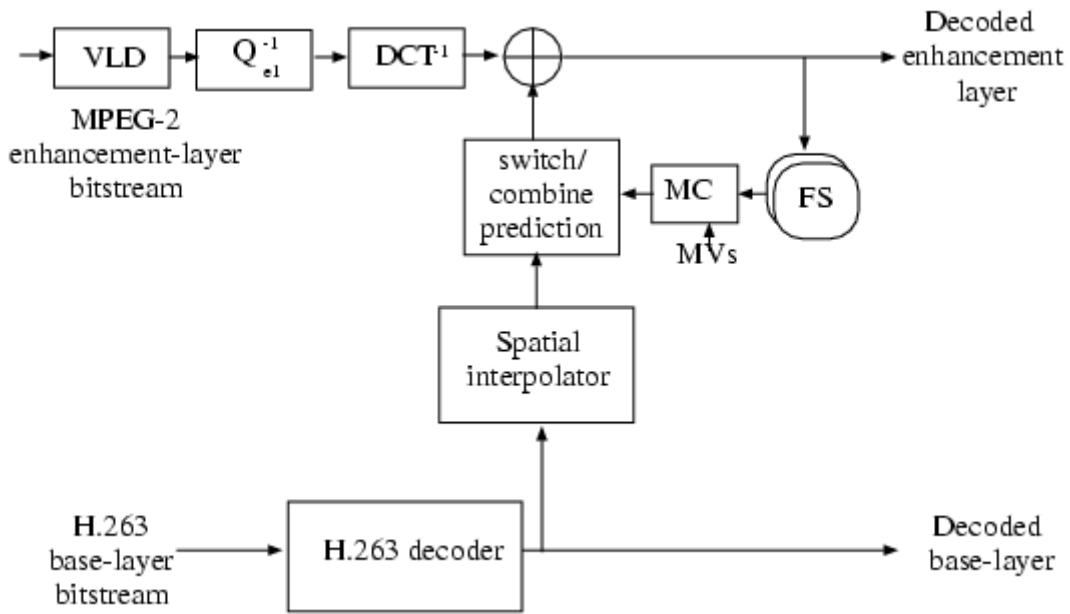 VLD
Q -1 e1
DCT-1
Decoded
enhancement
layer
MPEG-2
enhancement-layer
bitstream
switch/
combine
prediction
MC
FS
MVs
Spatial
interpolator
H.263
base-layer
bitstream
H.263 decoder
Decoded
base-layer